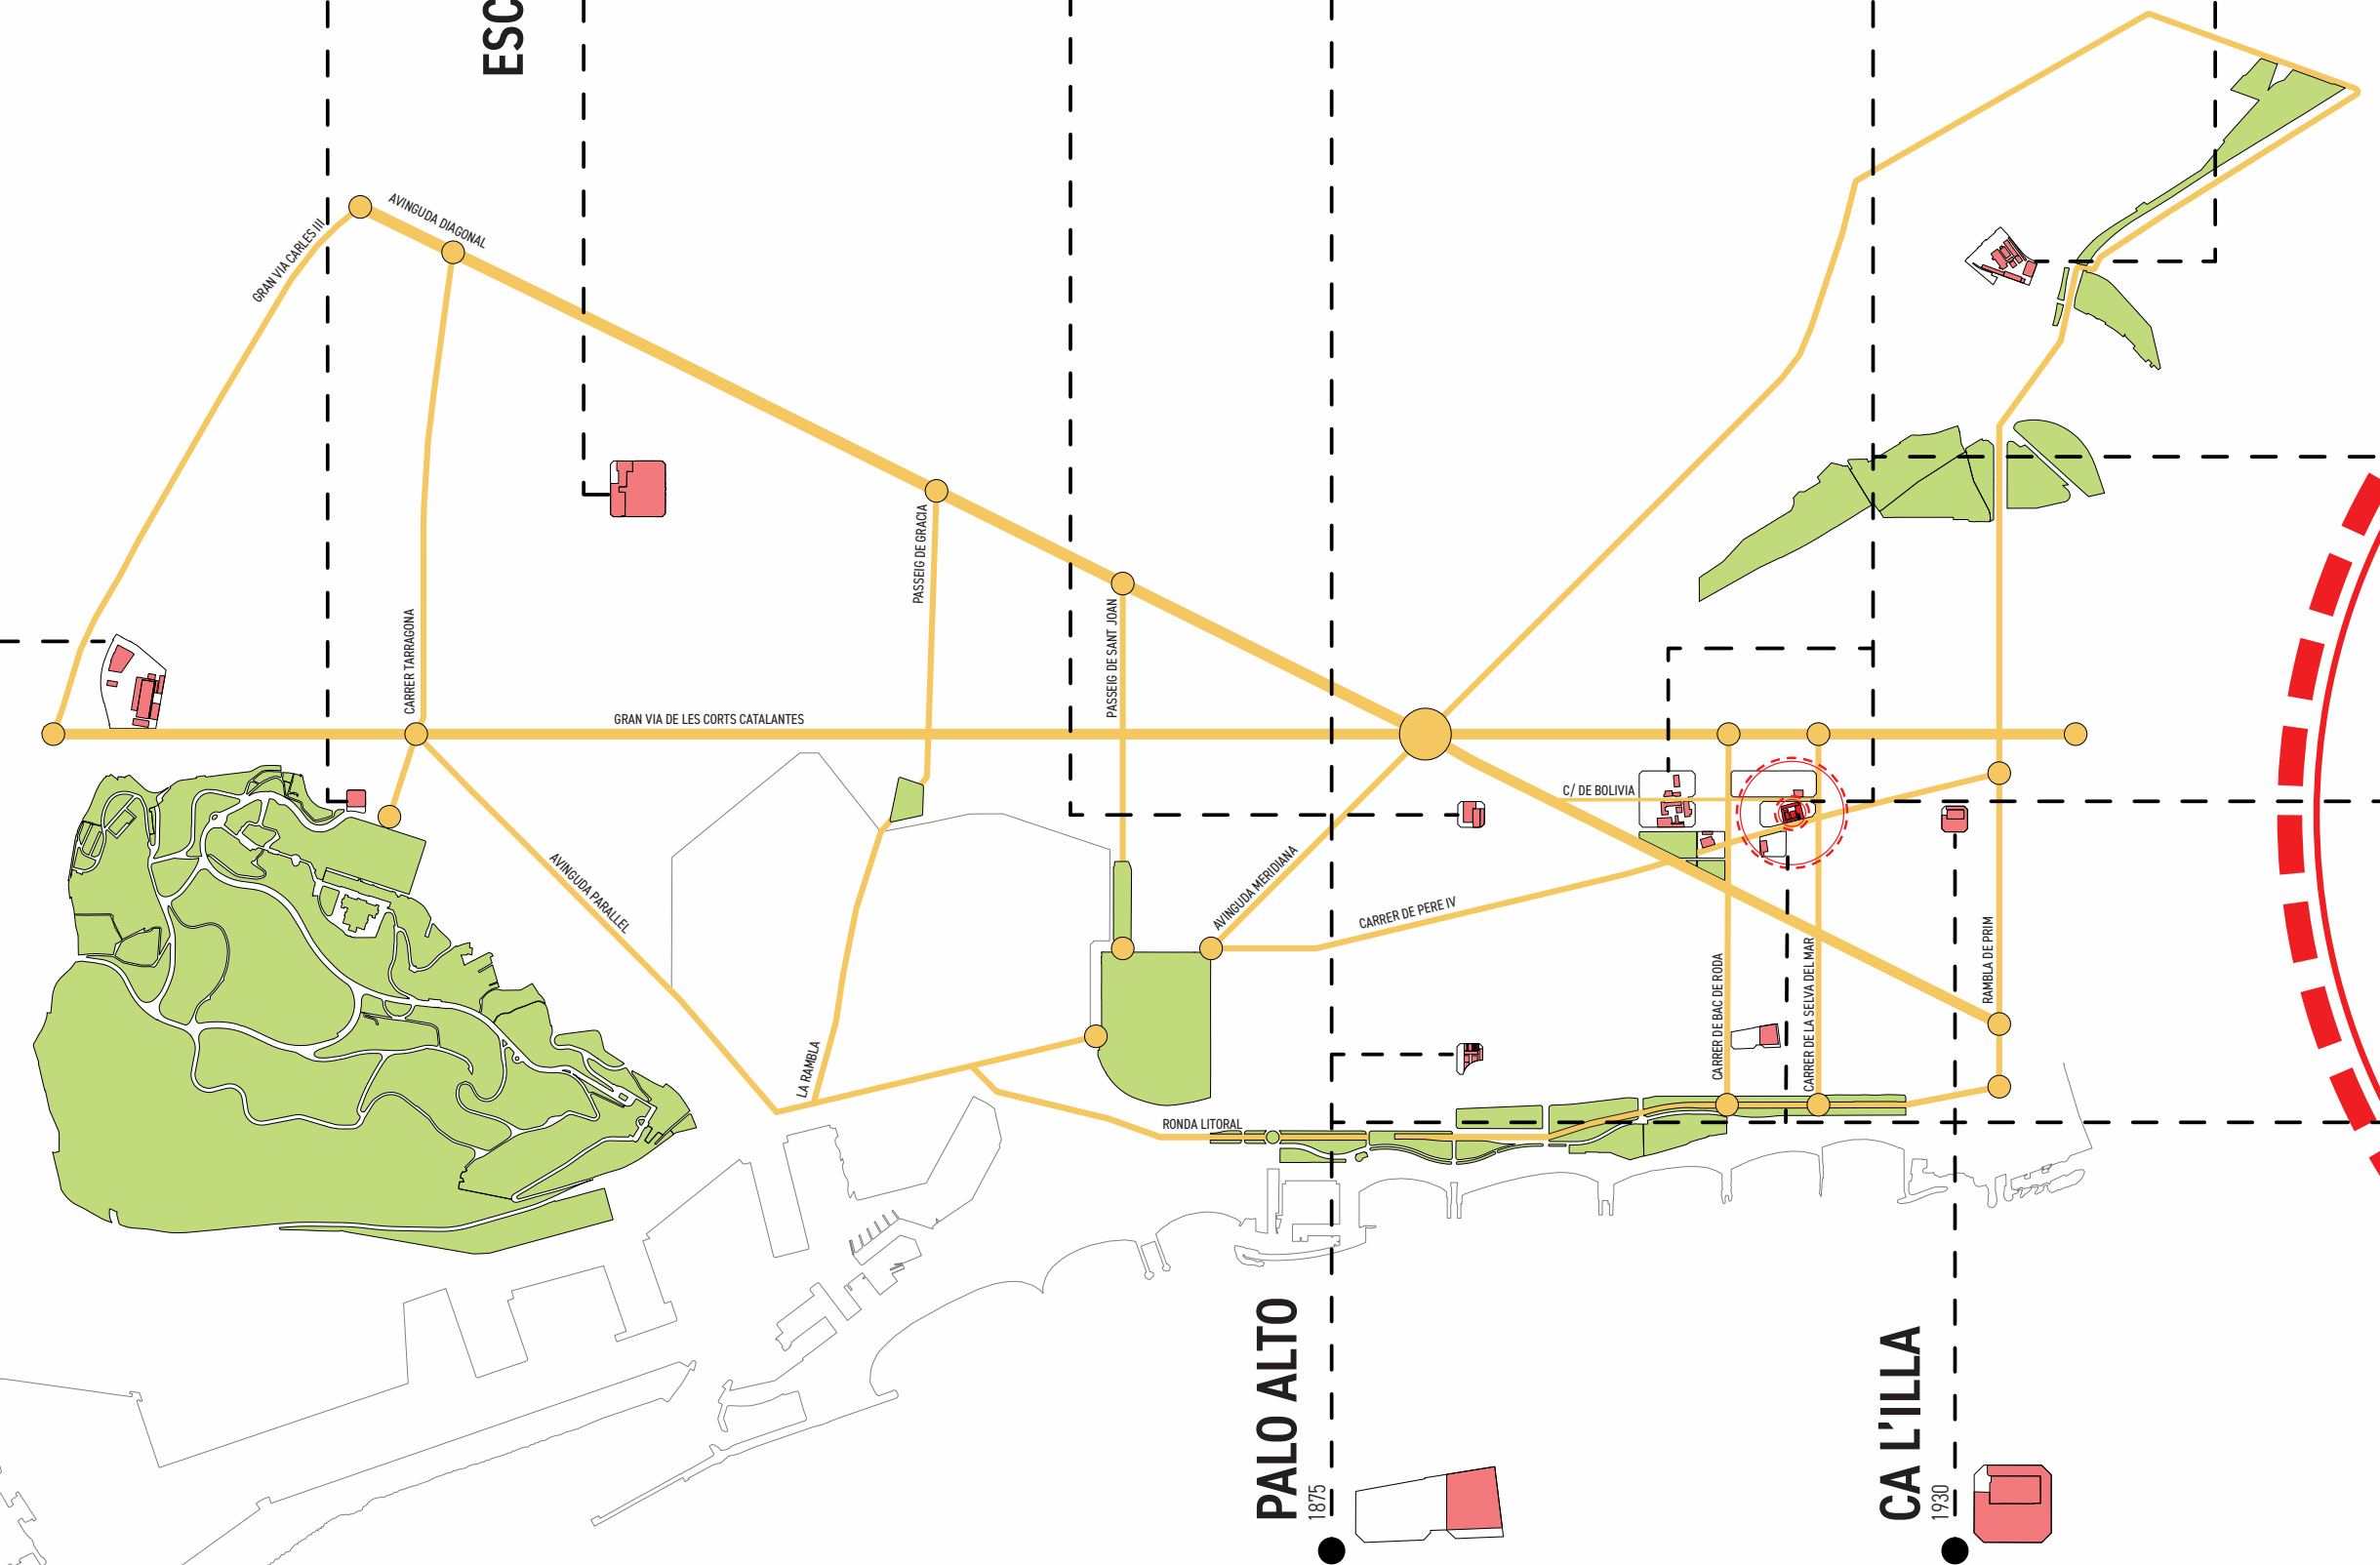 ESC
AVINGUDA DIAGONAL
GRAN VIA CARLES III
PASSEIG DE GRACIA
PASSEIG DE SANT JOAN
CARRER TARRAGONA
GRAN VIA DE LES CORTS CATALANTES
C/ DE BOLIVIA
AVINGUDA PARAL.LEL
AVINGUDA MERIDIANA
CARRER DE PERE IV
RAMBLA DE PRIM
CARRER DE BAC DE RODA
CARRER DE LA SELVA DEL MAR
LA RAMBLA
RONDA LITORAL
PALO ALTO
1875
CA L'ILLA
1930